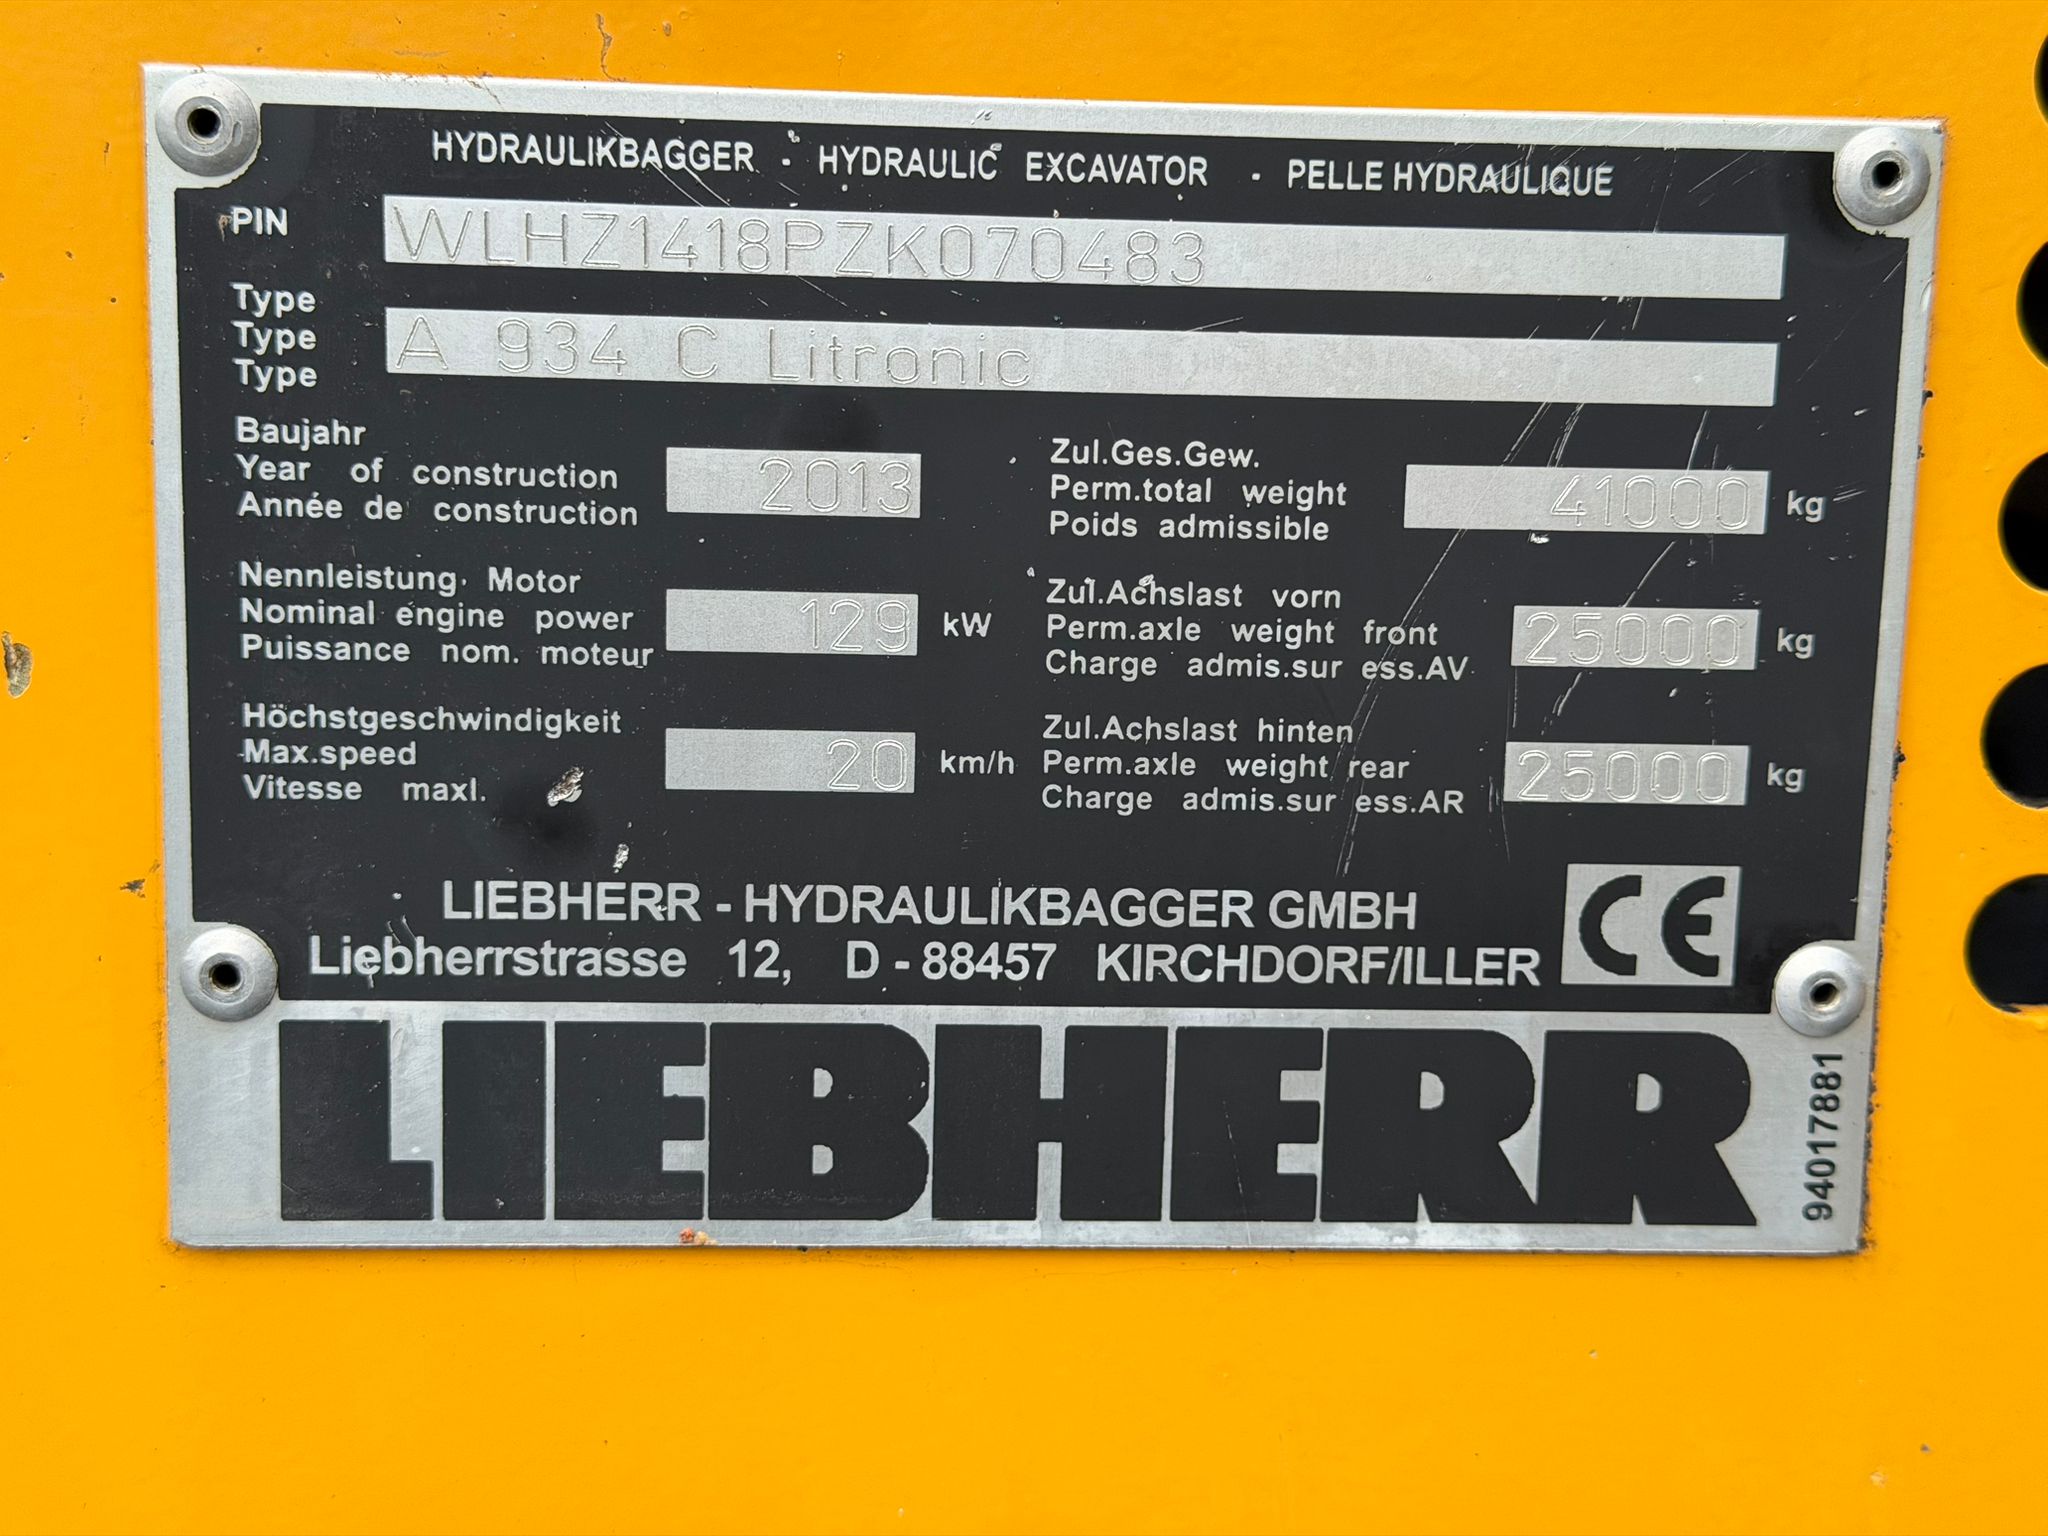 HYDRAULIKBAGGER - HYDRAULIC EXCAVATOR - PELLE HYDRAULIQUE
PIN WLHZ1418PZK070483
Type
Type A 934 C Litronic
Type
Baujahr
Year of construction 2013
Année de construction
Zul.Ges.Gew.
Perm.total weight 41000 kg
Poids admissible
Nennleistung Motor
Nominal engine power 129 kW
Puissance nom. moteur
Zul.Achslast vorn
Perm.axle weight front 25000 kg
Charge admis.sur ess.AV
Höchstgeschwindigkeit
Max.speed 20 km/h
Vitesse maxl.
Zul.Achslast hinten
Perm.axle weight rear 25000 kg
Charge admis.sur ess.AR
LIEBHERR - HYDRAULIKBAGGER GMBH
Liebherrstrasse 12, D - 88457 KIRCHDORF/ILLER
CE
LIEBHERR
94017881